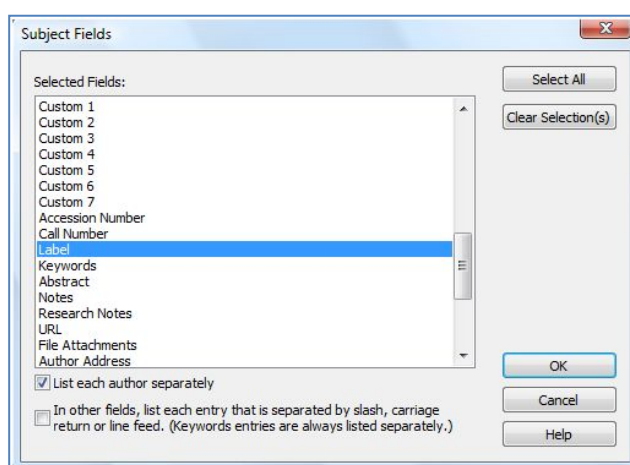 Subject Fields
Selected Fields:
Select All
Custom 1
Custom 2
Clear Selection(s)
Custom 3
Custom 4
Custom 5
Custom 6
Custom 7
Accession Number
Call Number
Label
Keywords
Abstract
Notes
Research Notes
URL
File Attachments
Author Address
OK
List each author separately
Cancel
In other fields, list each entry that is separated by slash, carriage
return or line feed. (Keywords entries are always listed separately.)
Help